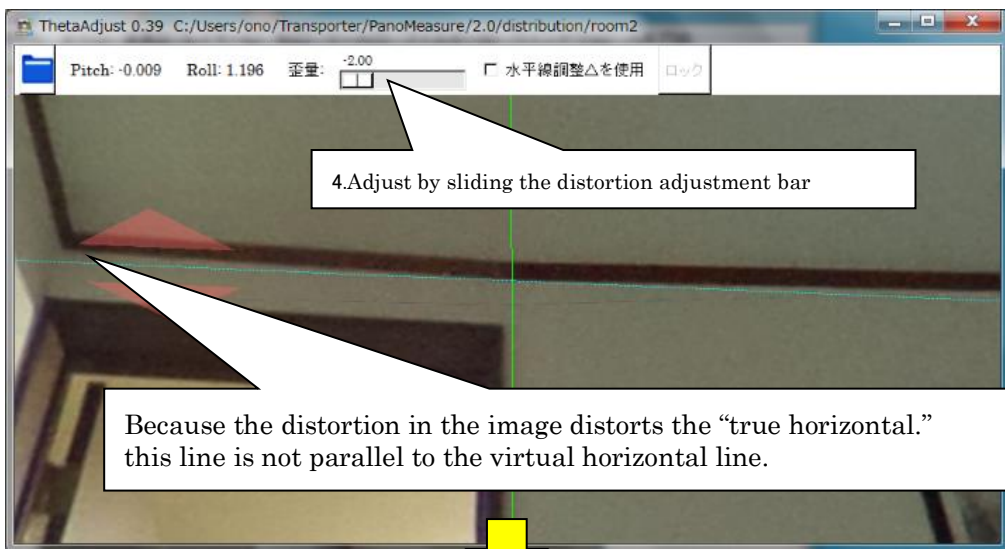 ThetaAdjust 0.39 C:/Users/ono/Transporter/PanoMeasure/2.0/distribution/room2
Pitch: -0.009 Roll: 1.196 歪量: -2.00 水平線調整△を使用 ロック
4.Adjust by sliding the distortion adjustment bar
Because the distortion in the image distorts the “true horizontal.”
this line is not parallel to the virtual horizontal line.